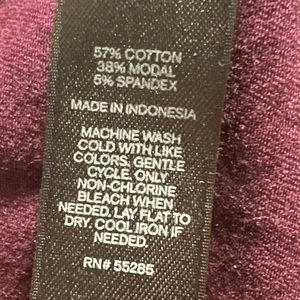 57% COTTON
38% MODAL
5% SPANDEX
MADE IN INDONESIA
MACHINE WASH
COLD WITH LIKE
COLORS, GENTLE
CYCLE. ONLY
NON-CHLORINE
BLEACH WHEN
NEEDED. LAY FLAT TO
DRY. COOL IRON IF
NEEDED.
RN# 55285